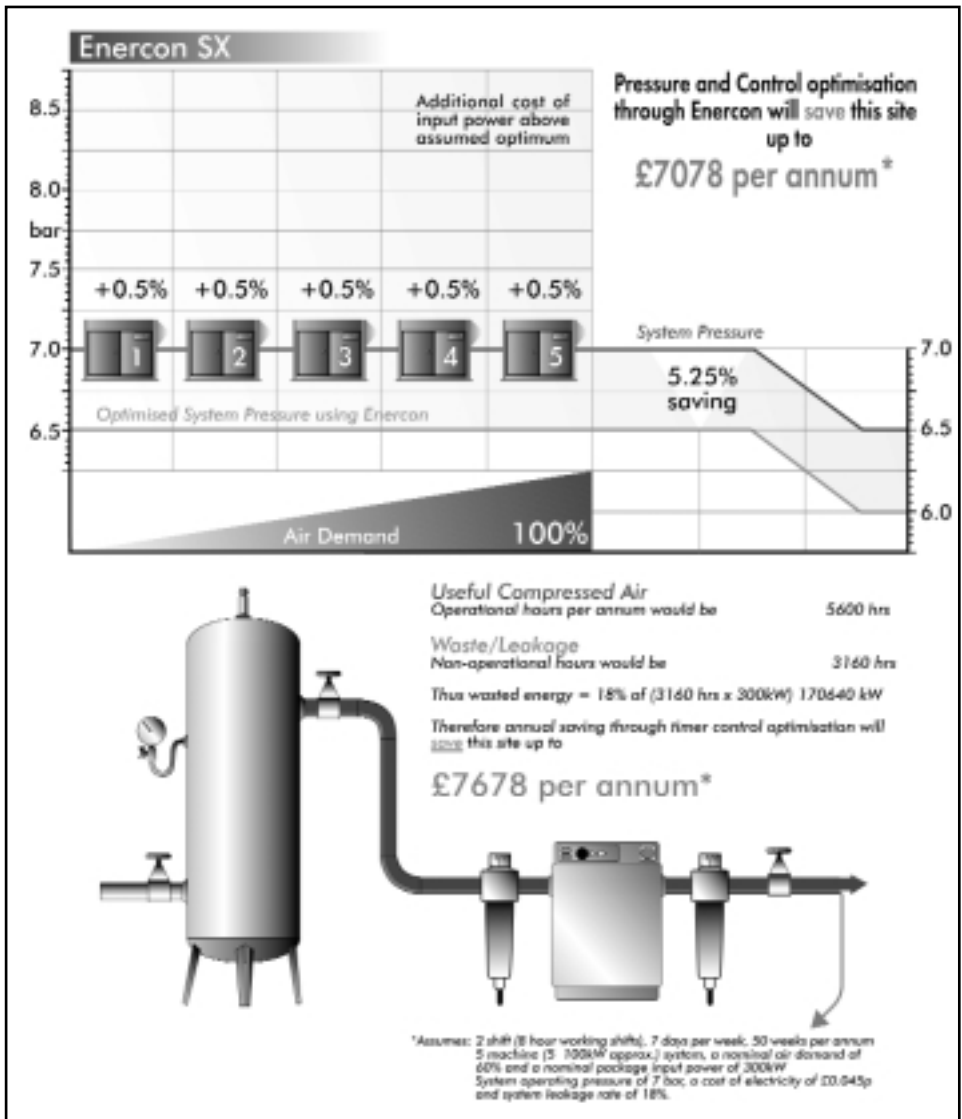 Enercon SX
Additional cost of
input power above
assumed optimum
Pressure and Control optimisation
through Enercon will save this site
up to
£7078 per annum*
8.5
8.0
bar
7.5
7.0
6.5
+0.5% +0.5% +0.5% +0.5% +0.5%
1 2 3 4 5
System Pressure
5.25%
saving
7.0
6.5
6.0
Optimised System Pressure using Enercon
Air Demand 100%
Useful Compressed Air
Operational hours per annum would be 5600 hrs
Waste/Leakage
Non-operational hours would be 3160 hrs
Thus wasted energy = 18% of (3160 hrs x 300kW) 170640 kW
Therefore annual saving through timer control optimisation will
save this site up to
£7678 per annum*
*Assumes: 2 shift (8 hour working shifts), 7 days per week, 50 weeks per annum
5 machine (5 100kW approx.) system, a nominal air demand of
60% and a nominal package input power of 300kW
System operating pressure of 7 bar, a cost of electricity of £0.045p
and system leakage rate of 18%.